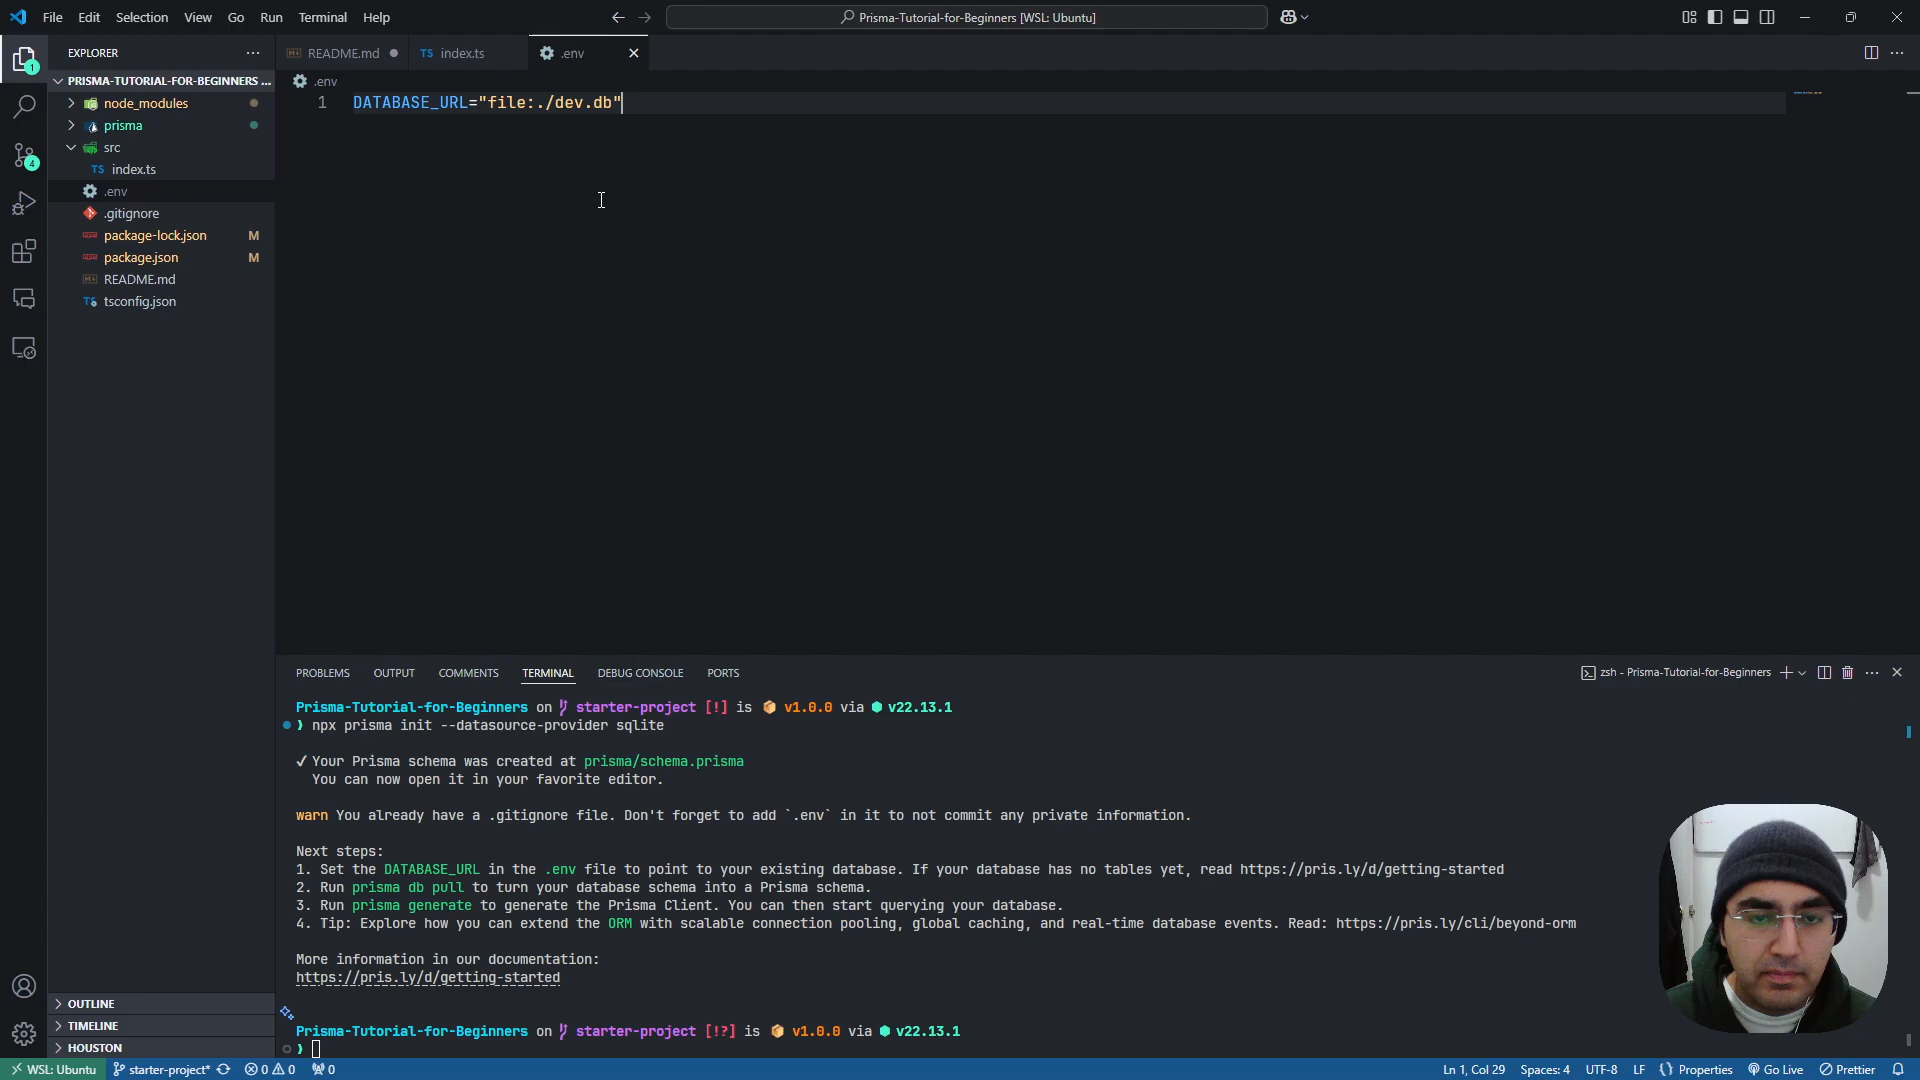 File Edit Selection View Go Run Terminal Help
Prisma-Tutorial-for-Beginners [WSL: Ubuntu]
EXPLORER
README.md
TS index.ts
.env
PRISMA-TUTORIAL-FOR-BEGINNERS ...
node_modules
prisma
src
TS index.ts
.env
.gitignore
package-lock.json M
package.json M
README.md
tsconfig.json
1
4
.env
1 DATABASE_URL="file:./dev.db"
PROBLEMS OUTPUT COMMENTS TERMINAL DEBUG CONSOLE PORTS
zsh - Prisma-Tutorial-for-Beginners
Prisma-Tutorial-for-Beginners on starter-project [!] is v1.0.0 via v22.13.1
❯ npx prisma init --datasource-provider sqlite
✓ Your Prisma schema was created at prisma/schema.prisma
You can now open it in your favorite editor.
warn You already have a .gitignore file. Don't forget to add `.env` in it to not commit any private information.
Next steps:
1. Set the DATABASE_URL in the .env file to point to your existing database. If your database has no tables yet, read https://pris.ly/d/getting-started
2. Run prisma db pull to turn your database schema into a Prisma schema.
3. Run prisma generate to generate the Prisma Client. You can then start querying your database.
4. Tip: Explore how you can extend the ORM with scalable connection pooling, global caching, and real-time database events. Read: https://pris.ly/cli/beyond-orm
More information in our documentation:
https://pris.ly/d/getting-started
Prisma-Tutorial-for-Beginners on starter-project [!?] is v1.0.0 via v22.13.1
❯
OUTLINE
TIMELINE
HOUSTON
WSL: Ubuntu starter-project* 0 0 0 Ln 1, Col 29 Spaces: 4 UTF-8 LF Properties Go Live Prettier